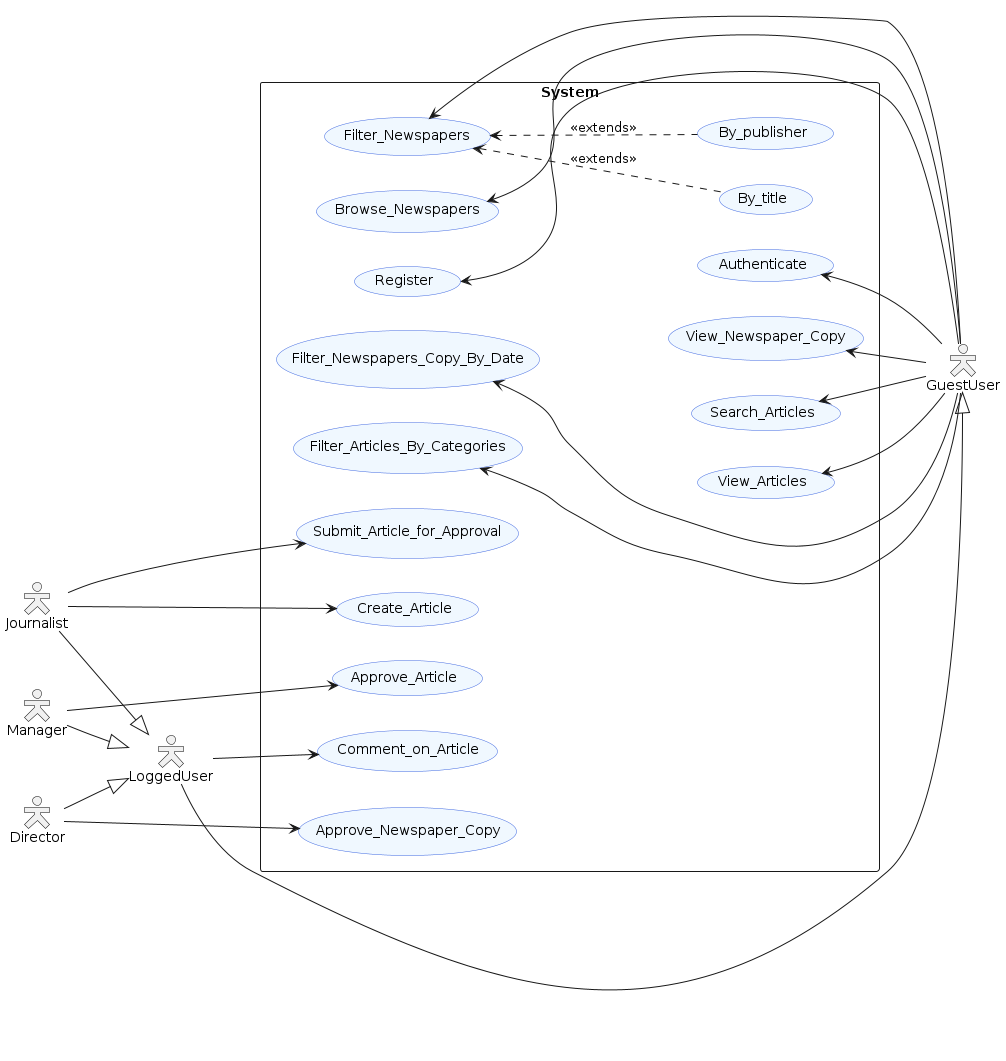 System
Filter_Newspapers
«extends»
By_publisher
«extends»
By_title
Browse_Newspapers
Authenticate
Register
View_Newspaper_Copy
Filter_Newspapers_Copy_By_Date
GuestUser
Search_Articles
Filter_Articles_By_Categories
View_Articles
Submit_Article_for_Approval
Create_Article
Journalist
Approve_Article
Manager
Comment_on_Article
LoggedUser
Approve_Newspaper_Copy
Director